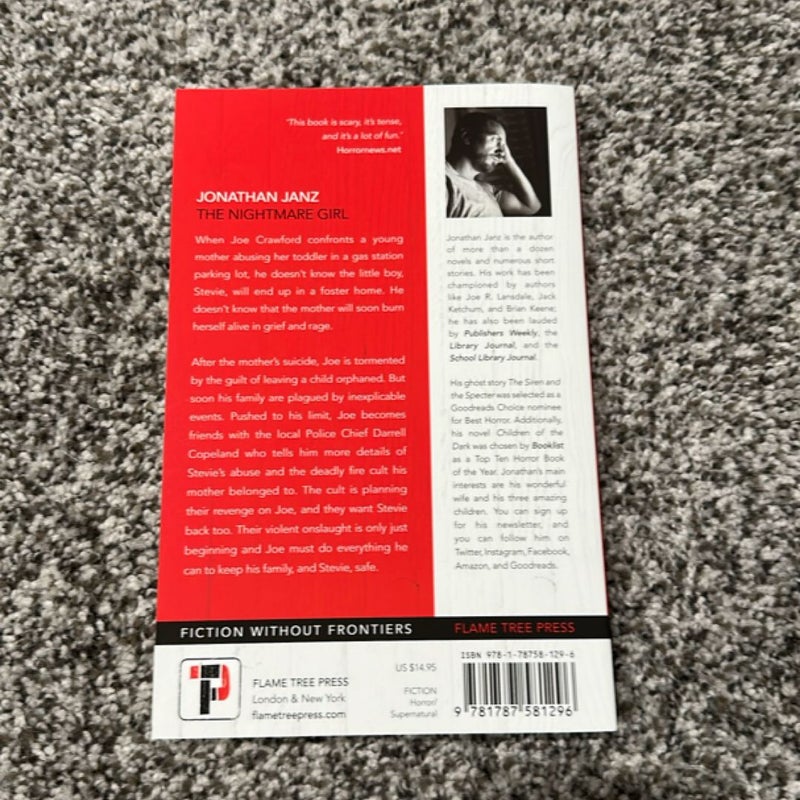 'This book is scary, it's tense,
and it's a lot of fun.'
Horrornews.net
JONATHAN JANZ
THE NIGHTMARE GIRL
When Joe Crawford confronts a young
mother abusing her toddler in a gas station
parking lot, he doesn't know the little boy,
Stevie, will end up in a foster home. He
doesn't know that the mother will soon burn
herself alive in grief and rage.
After the mother's suicide, Joe is tormented
by the guilt of leaving a child orphaned. But
soon his family are plagued by inexplicable
events. Pushed to his limit, Joe becomes
friends with the local Police Chief Darrell
Copeland who tells him more details of
Stevie's abuse and the deadly fire cult his
mother belonged to. The cult is planning
their revenge on Joe, and they want Stevie
back too. Their violent onslaught is only just
beginning and Joe must do everything he
can to keep his family, and Stevie, safe.
Jonathan Janz is the author
of more than a dozen
novels and numerous short
stories. His work has been
championed by authors
like Joe R. Lansdale, Jack
Ketchum, and Brian Keene;
he has also been lauded
by Publishers Weekly, the
Library Journal, and the
School Library Journal.
His ghost story The Siren and
the Specter was selected as a
Goodreads Choice nominee
for Best Horror. Additionally,
his novel Children of the
Dark was chosen by Booklist
as a Top Ten Horror Book
of the Year. Jonathan's main
interests are his wonderful
wife and his three amazing
children. You can sign up
for his newsletter, and
you can follow him on
Twitter, Instagram, Facebook,
Amazon, and Goodreads.
FICTION WITHOUT FRONTIERS
FLAME TREE PRESS
FLAME TREE PRESS
London & New York
flametreepress.com
US $14.95
FICTION
Horror/
Supernatural
ISBN 978-1-78758-129-6
9 781787 581296